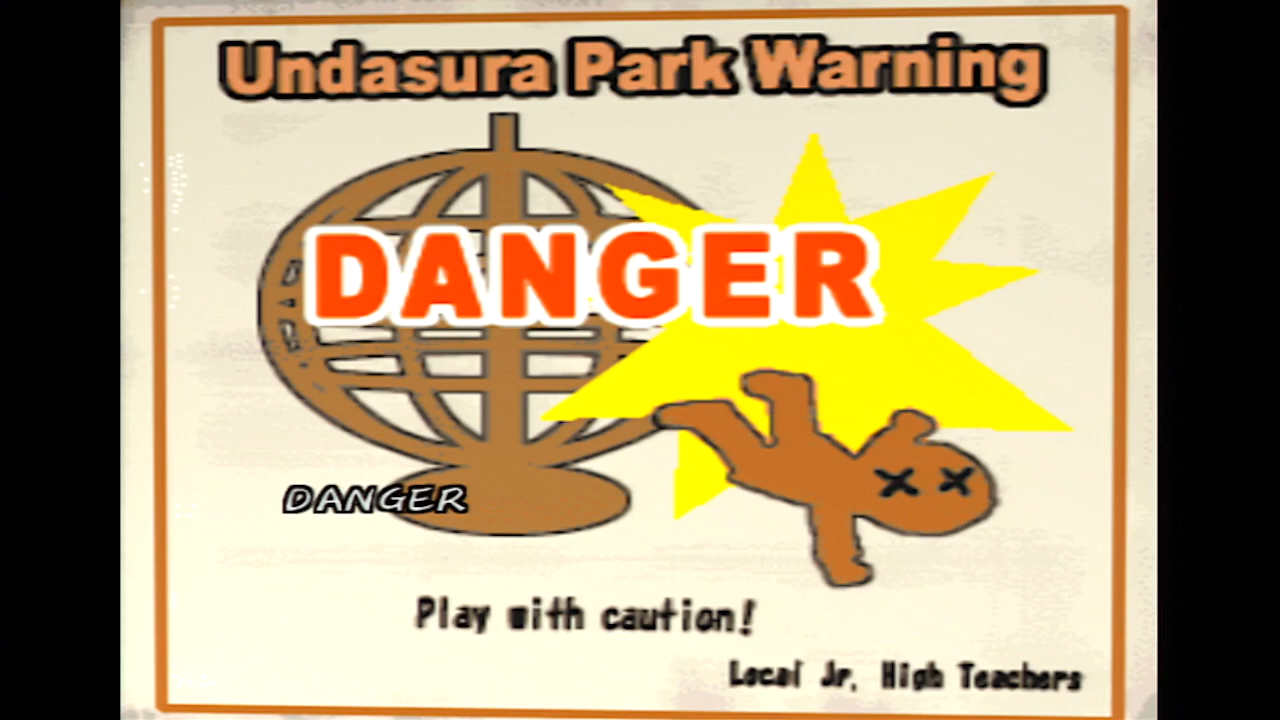 Undasura Park Warning
DANGER
DANGER
Play with caution!
Local Jr. High Teachers